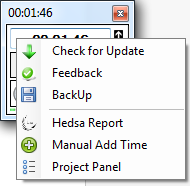 00:01:46
00:01:46
Check for Update
Feedback
BackUp
Hedsa Report
Manual Add Time
Project Panel